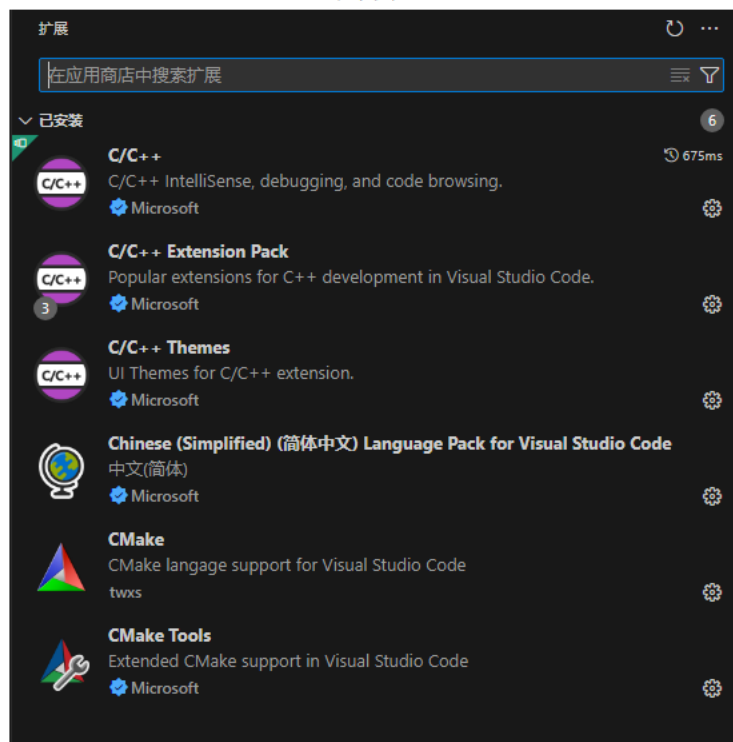 扩展
在应用商店中搜索扩展
已安装
6
C/C++
675ms
C/C++
C/C++ IntelliSense, debugging, and code browsing.
Microsoft
C/C++ Extension Pack
C/C++
Popular extensions for C++ development in Visual Studio Code.
3
Microsoft
C/C++ Themes
C/C++
UI Themes for C/C++ extension.
Microsoft
Chinese (Simplified) (简体中文) Language Pack for Visual Studio Code
中文(简体)
Microsoft
CMake
CMake langage support for Visual Studio Code
twxs
CMake Tools
Extended CMake support in Visual Studio Code
Microsoft